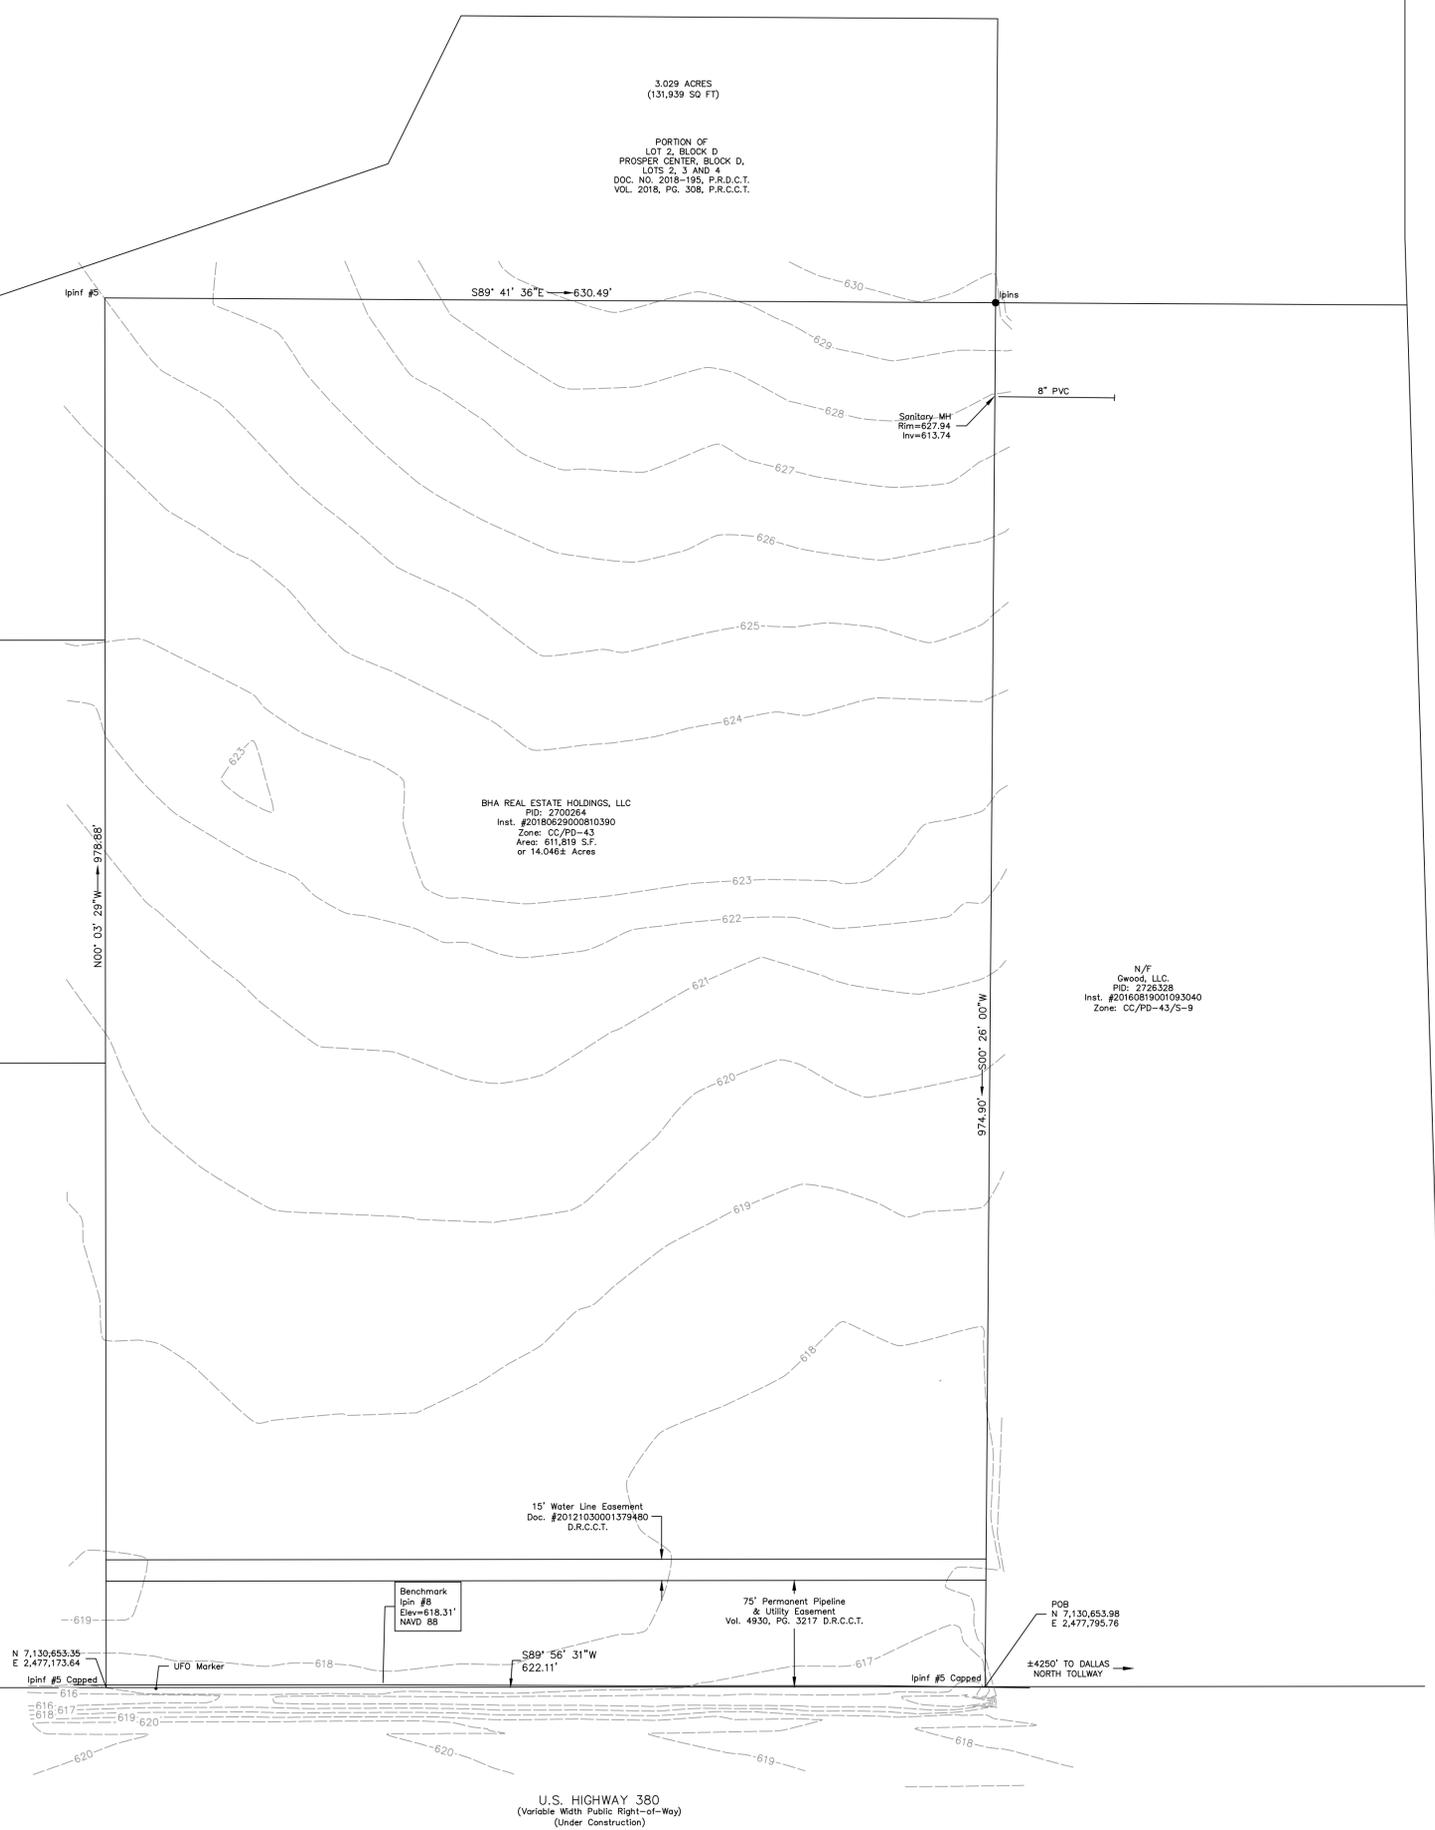 3.029 ACRES
(131,939 SQ FT)
PORTION OF
LOT 2, BLOCK D
PROSPER CENTER, BLOCK D,
LOTS 2, 3 AND 4
DOC. NO. 2018-195, P.R.D.C.T.
VOL. 2018, PG. 308, P.R.C.C.T.
630
Ipinf #5
S89° 41' 36"E 630.49'
Ipins
629
8" PVC
628
Sanitary MH
Rim=627.94
Inv=613.74
627
626
625
624
623
BHA REAL ESTATE HOLDINGS, LLC
PID: 2700264
Inst. #20180629000810390
Zone: CC/PD-43
Area: 611,819 S.F.
or 14.046± Acres
N00° 03' 29"W 978.88'
623
622
621
N/F
Gwood, LLC.
PID: 2726328
Inst. #20160819001093040
Zone: CC/PD-43/S-9
974.90' S00° 26' 00"W
620
619
618
15' Water Line Easement
Doc. #20121030001379480
D.R.C.C.T.
Benchmark
Ipin #8
Elev=618.31'
NAVD 88
75' Permanent Pipeline
& Utility Easement
Vol. 4930, PG. 3217 D.R.C.C.T.
POB
N 7,130,653.98
E 2,477,795.76
619
N 7,130,653.35
E 2,477,173.64
Ipinf #5 Capped
UFO Marker
618
S89° 56' 31"W
622.11'
617
Ipinf #5 Capped
±4250' TO DALLAS
NORTH TOLLWAY
616
616
617
618
619
620
620
620
619
618
U.S. HIGHWAY 380
(Variable Width Public Right-of-Way)
(Under Construction)